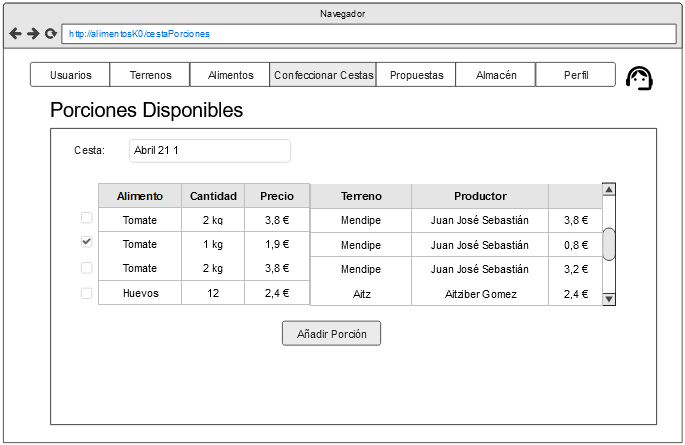 Navegador
http://alimentosK0/cestaPorciones
Usuarios Terrenos Alimentos Confeccionar Cestas Propuestas Almacén Perfil
Porciones Disponibles
Cesta: Abril 21 1
Alimento Cantidad Precio Terreno Productor
Tomate 2 kg 3,8 € Mendipe Juan José Sebastián 3,8 €
Tomate 1 kg 1,9 € Mendipe Juan José Sebastián 0,8 €
Tomate 2 kg 3,8 € Mendipe Juan José Sebastián 3,2 €
Huevos 12 2,4 € Aitz Aitziber Gomez 2,4 €
Añadir Porción